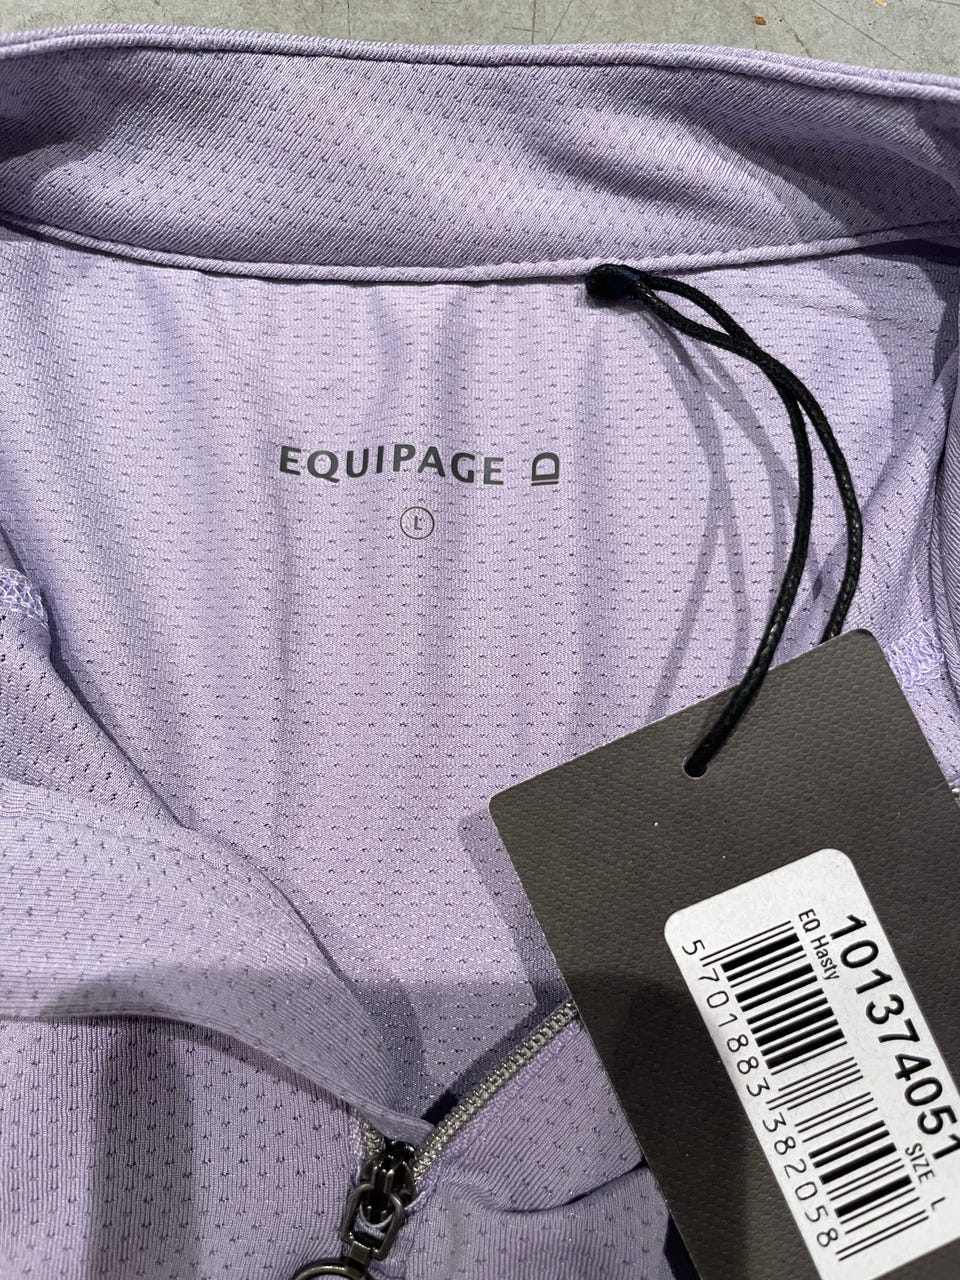 EQUIPAGE
L
101374051
EQ Hasty
SIZE L
5701883382058